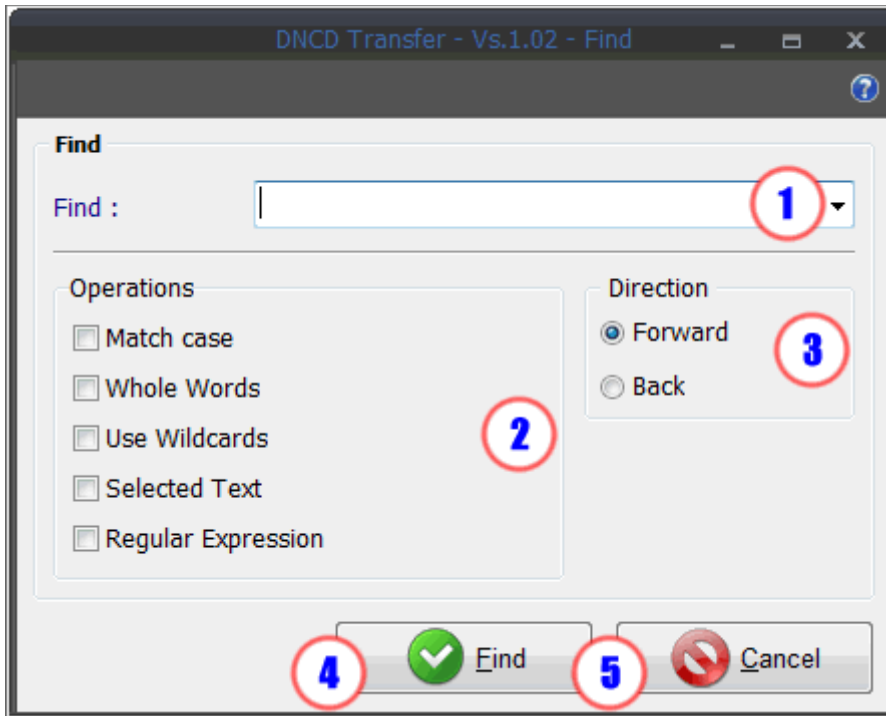 DNCD Transfer - Vs.1.02 - Find
?
Find
Find :
1
Operations
Direction
Match case
Forward
3
Whole Words
Back
Use Wildcards
2
Selected Text
Regular Expression
4
Find
5
Cancel